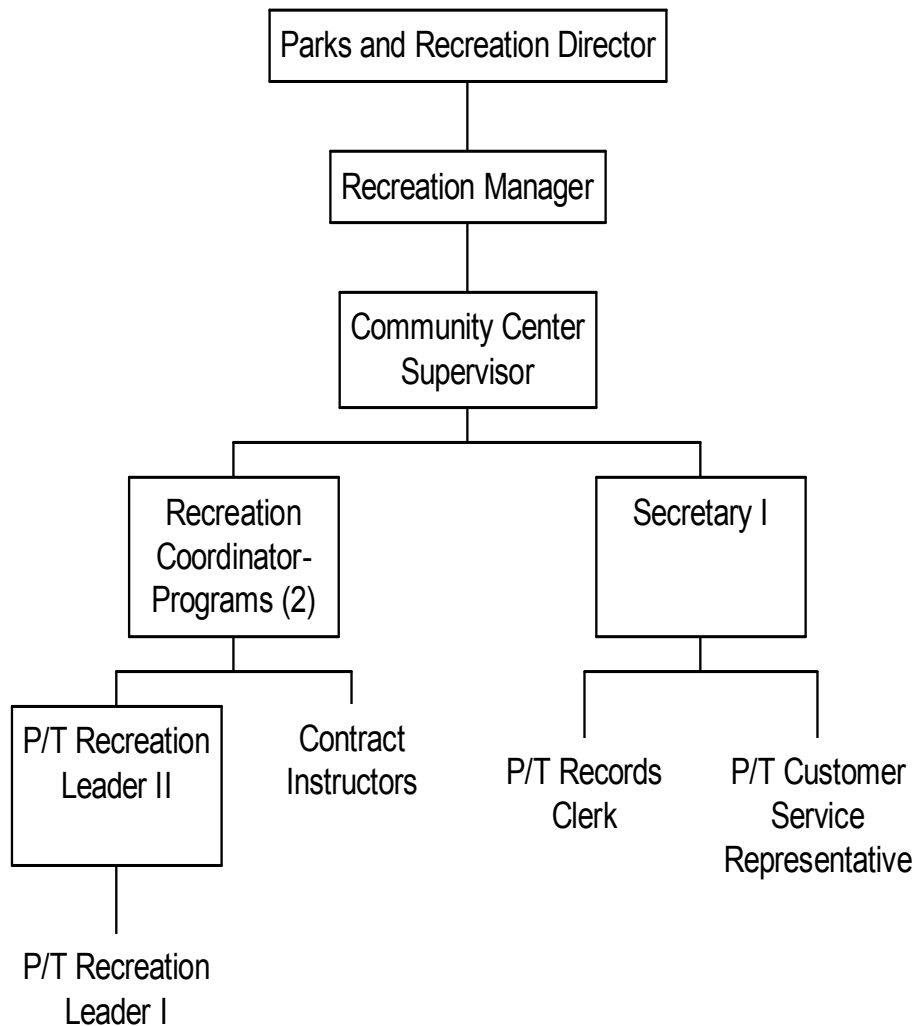 Parks and Recreation Director
Recreation Manager
Community Center
Supervisor
Recreation
Coordinator-
Programs (2)
Secretary I
P/T Recreation
Leader II
Contract
Instructors
P/T Records
Clerk
P/T Customer
Service
Representative
P/T Recreation
Leader I